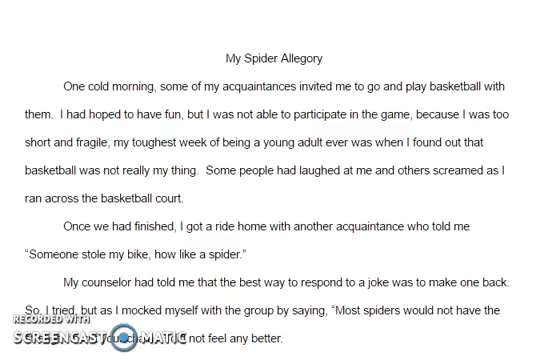 My Spider Allegory
One cold morning, some of my acquaintances invited me to go and play basketball with
them.  I had hoped to have fun, but I was not able to participate in the game, because I was too
short and fragile, my toughest week of being a young adult ever was when I found out that
basketball was not really my thing.  Some people had laughed at me and others screamed as I
ran across the basketball court.
Once we had finished, I got a ride home with another acquaintance who told me
“Someone stole my bike, how like a spider.”
My counselor had told me that the best way to respond to a joke was to make one back.
So, I tried, but as I mocked myself with the group by saying, “Most spiders would not have the
RECORDED WITH
SCREENCAST-O-MATIC
not feel any better.